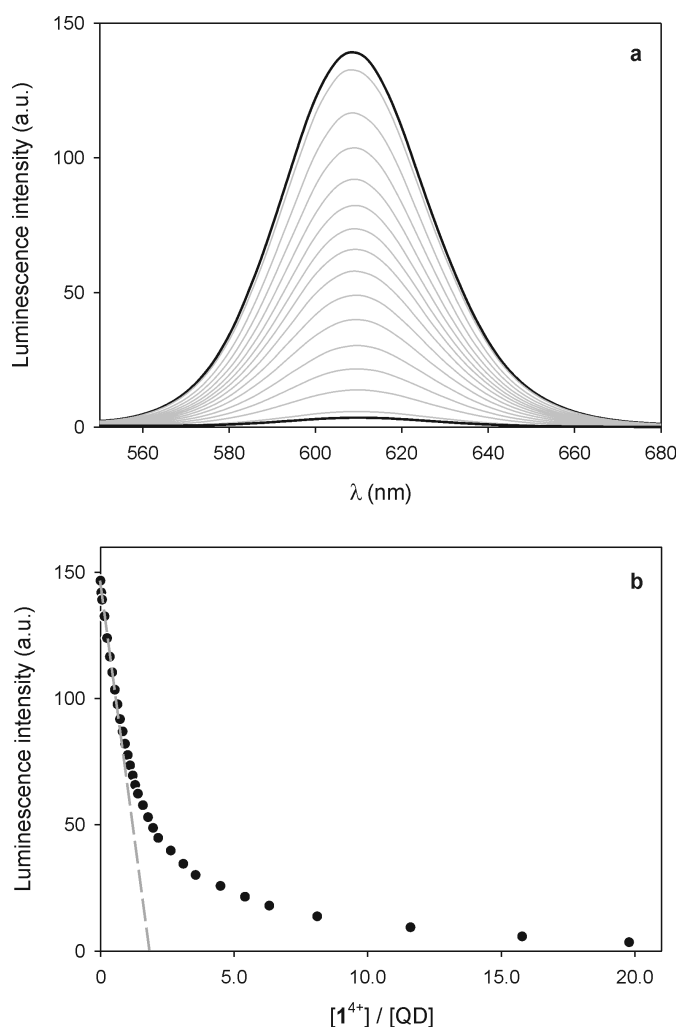 150
a
100
50
0
Luminescence intensity (a.u.)
560 580 600 620 640 660 680
λ (nm)
150
b
100
50
0
Luminescence intensity (a.u.)
0 5.0 10.0 15.0 20.0
[1⁴⁺] / [QD]